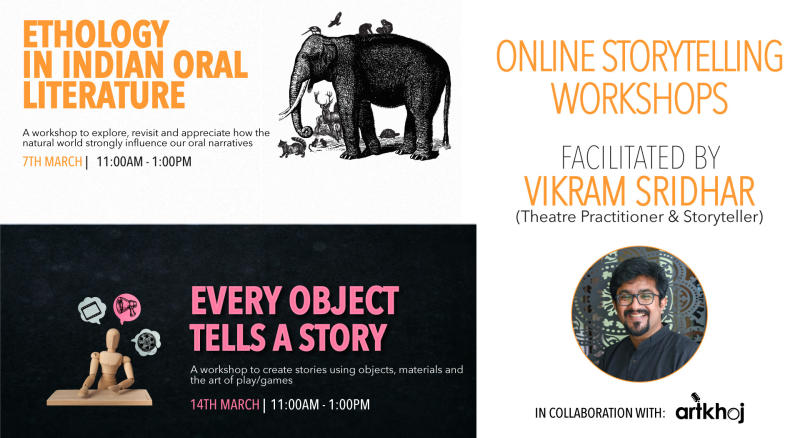 ETHOLOGY
IN INDIAN ORAL
LITERATURE
A workshop to explore, revisit and appreciate how the
natural world strongly influence our oral narratives
7TH MARCH | 11:00AM - 1:00PM
EVERY OBJECT
TELLS A STORY
A workshop to create stories using objects, materials and
the art of play/games
14TH MARCH | 11:00AM - 1:00PM
ONLINE STORYTELLING
WORKSHOPS
FACILITATED BY
VIKRAM SRIDHAR
(Theatre Practitioner & Storyteller)
IN COLLABORATION WITH: artkhoj